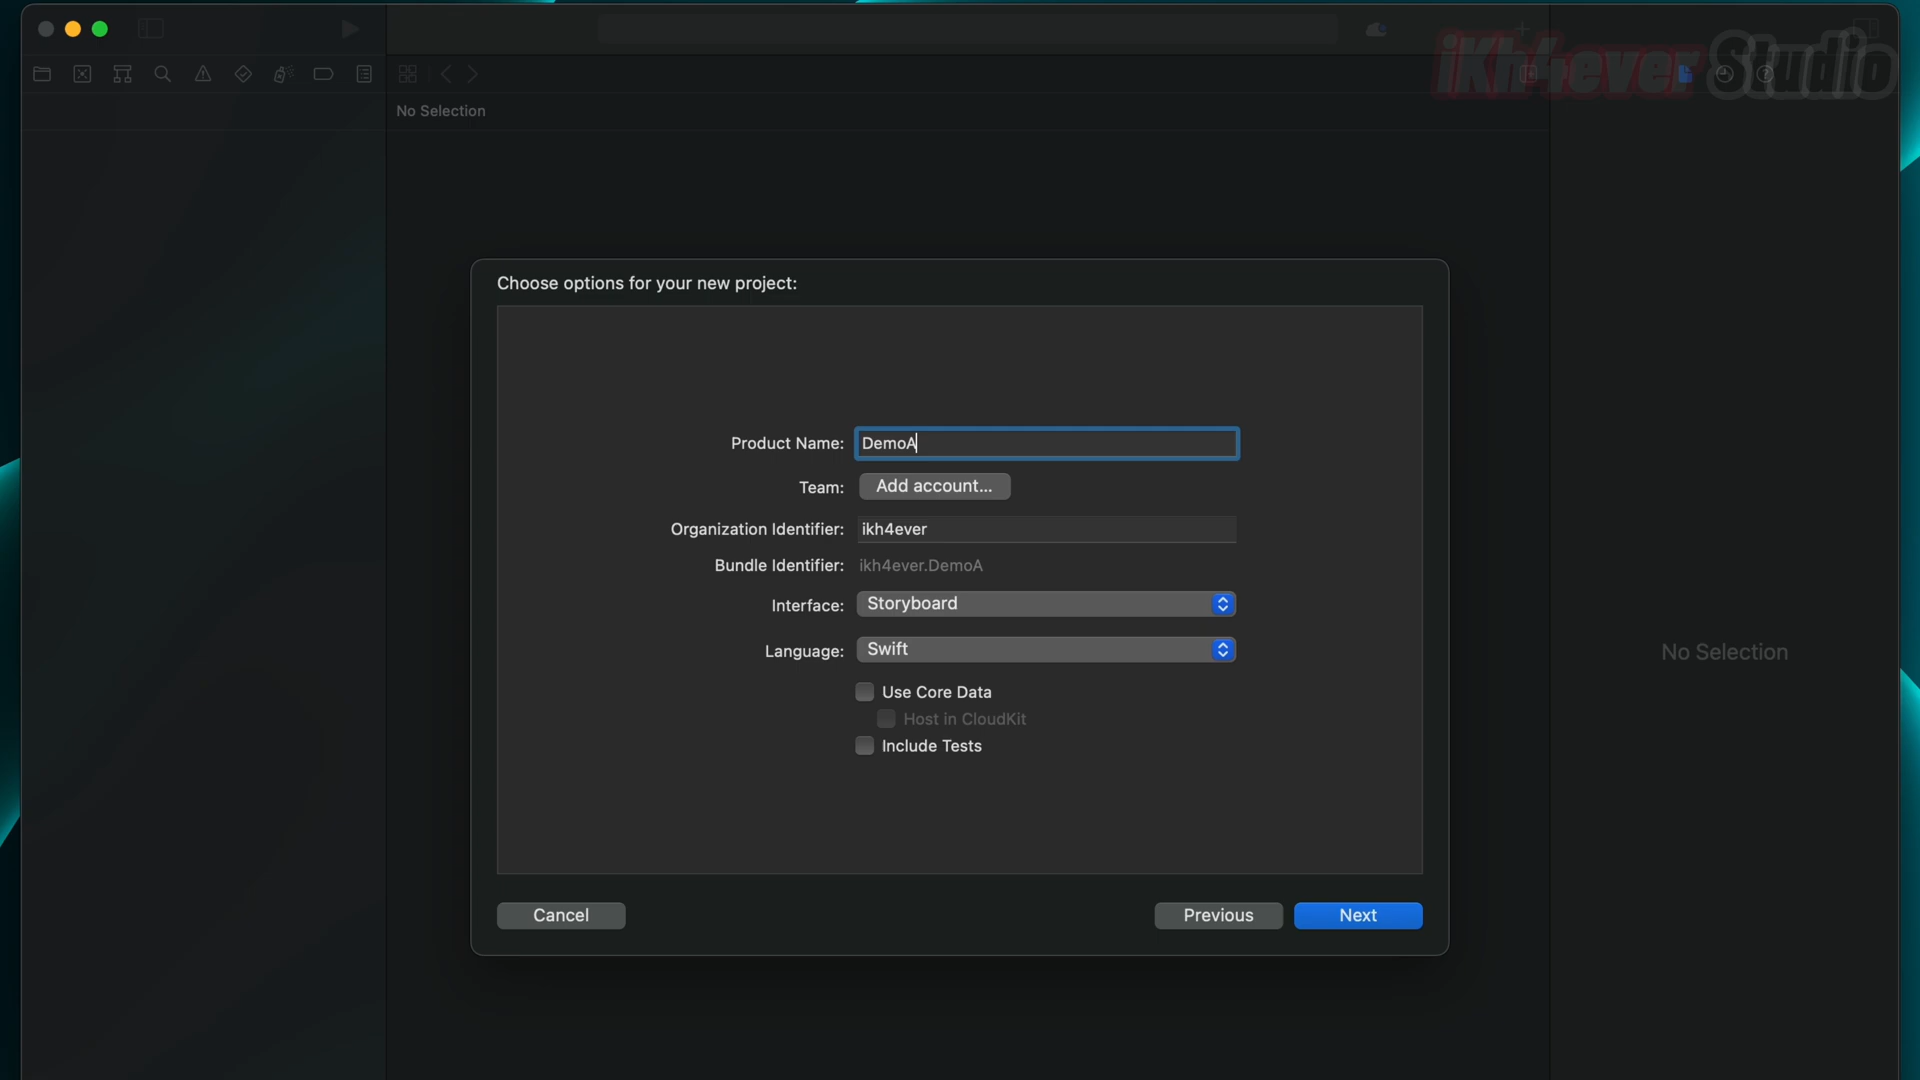 iKh4ever Studio
No Selection
Choose options for your new project:
Product Name: DemoA
Team: Add account...
Organization Identifier: ikh4ever
Bundle Identifier: ikh4ever.DemoA
Interface: Storyboard
Language: Swift
Use Core Data
Host in CloudKit
Include Tests
No Selection
Cancel Previous Next